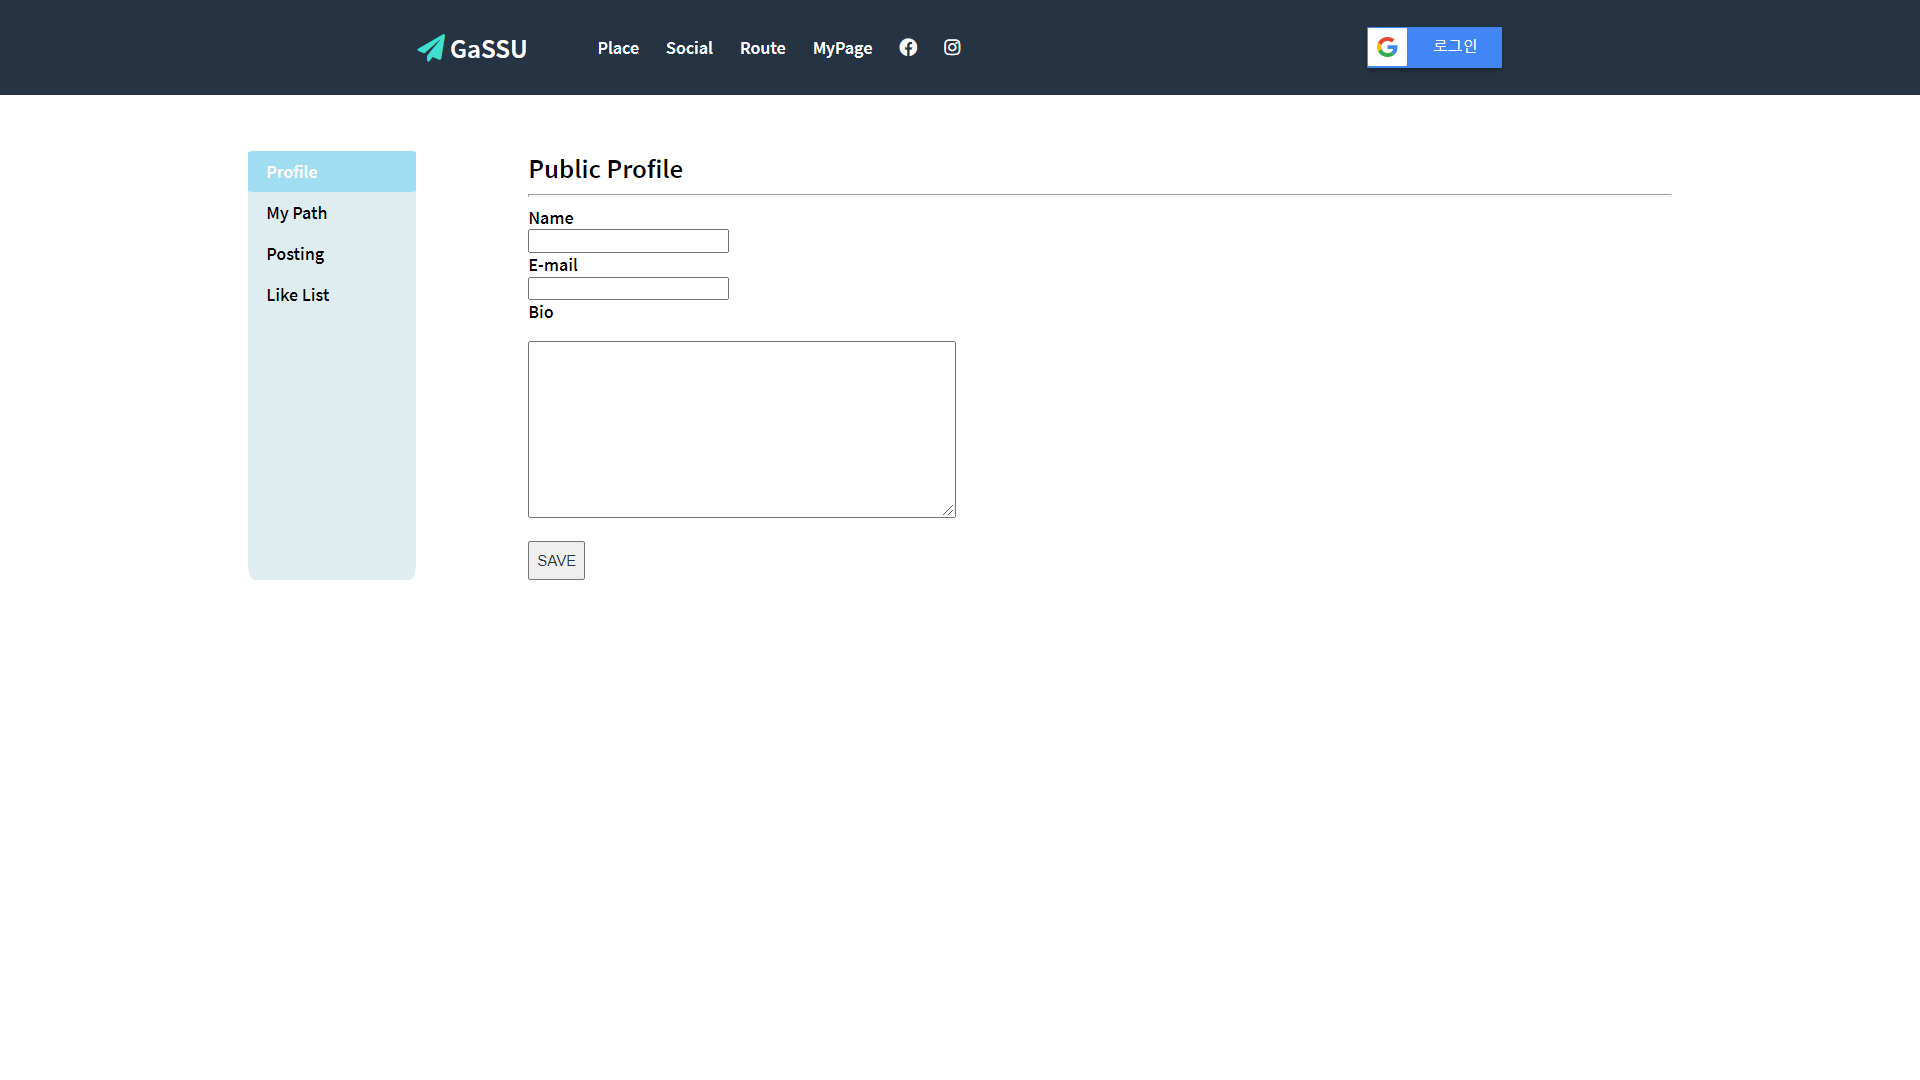 GaSSU
Place Social Route MyPage
로그인
Profile
My Path
Posting
Like List
Public Profile
Name
E-mail
Bio
SAVE